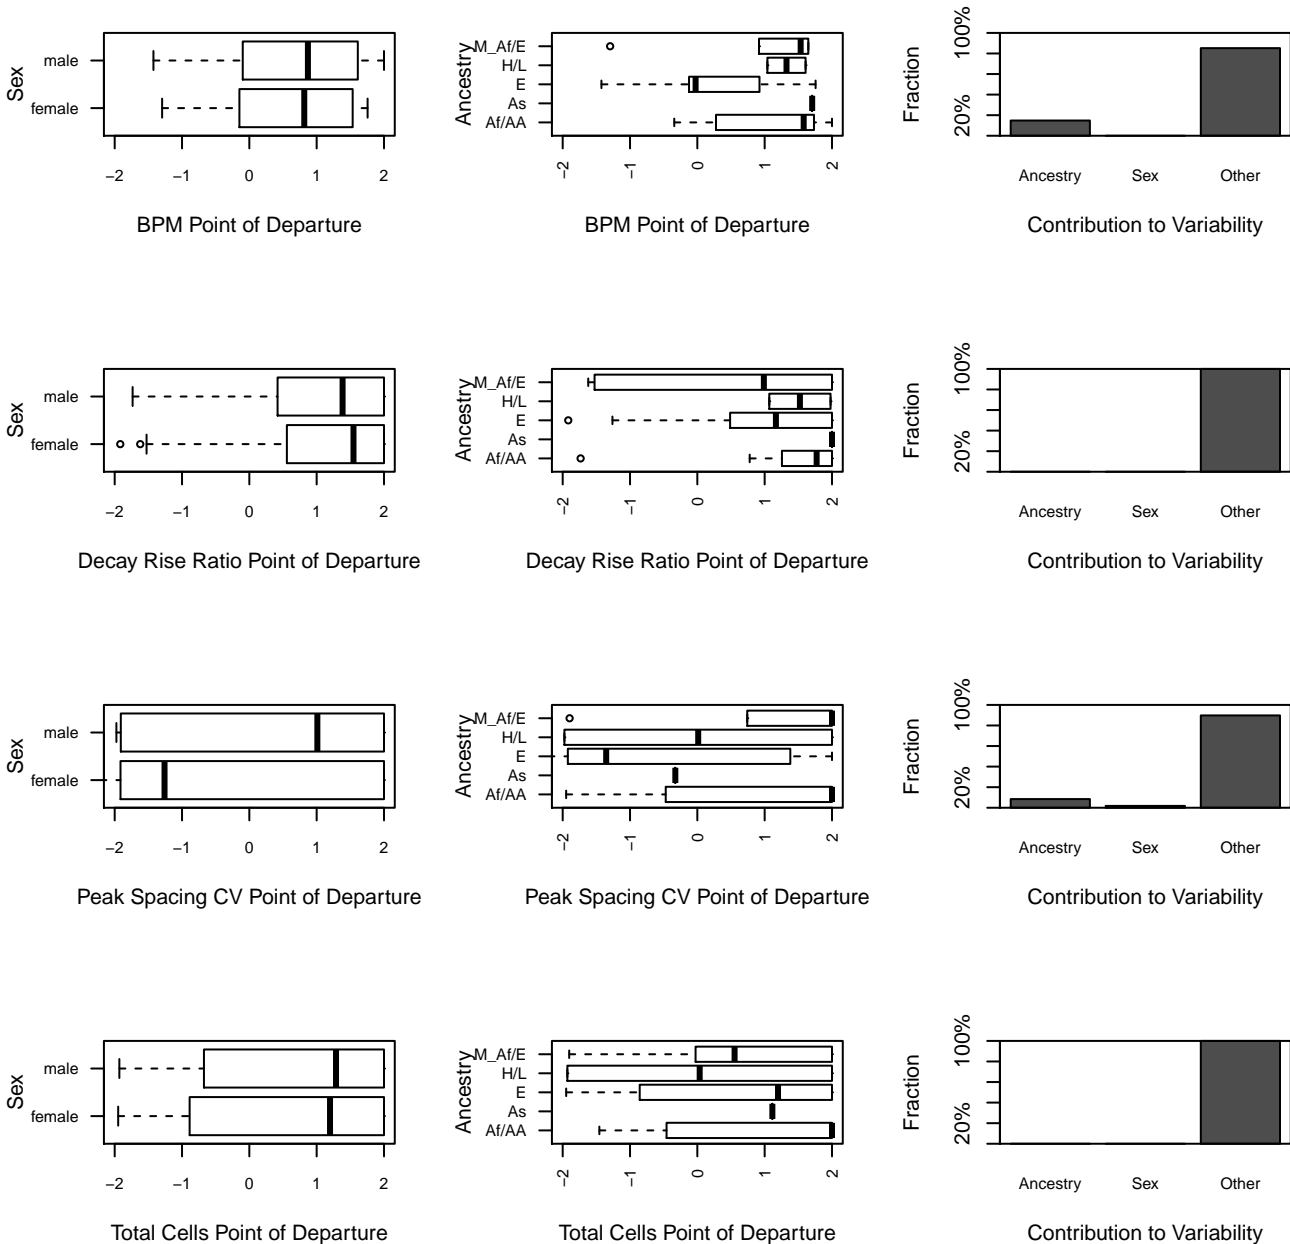 Sex
male
female
−2 −1 0 1 2
BPM Point of Departure
Ancestry
M_Af/E
H/L
E
As
Af/AA
−2 −1 0 1 2
BPM Point of Departure
Fraction
100%
20%
Ancestry Sex Other
Contribution to Variability
Sex
male
female
−2 −1 0 1 2
Decay Rise Ratio Point of Departure
Ancestry
M_Af/E
H/L
E
As
Af/AA
−2 −1 0 1 2
Decay Rise Ratio Point of Departure
Fraction
100%
20%
Ancestry Sex Other
Contribution to Variability
Sex
male
female
−2 −1 0 1 2
Peak Spacing CV Point of Departure
Ancestry
M_Af/E
H/L
E
As
Af/AA
−2 −1 0 1 2
Peak Spacing CV Point of Departure
Fraction
100%
20%
Ancestry Sex Other
Contribution to Variability
Sex
male
female
−2 −1 0 1 2
Total Cells Point of Departure
Ancestry
M_Af/E
H/L
E
As
Af/AA
−2 −1 0 1 2
Total Cells Point of Departure
Fraction
100%
20%
Ancestry Sex Other
Contribution to Variability